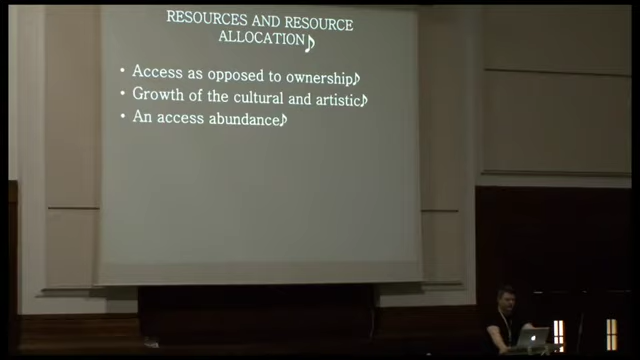 RESOURCES AND RESOURCE
ALLOCATION♪
• Access as opposed to ownership♪
• Growth of the cultural and artistic♪
• An access abundance♪